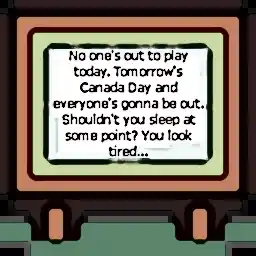 No one's out to play
today. Tomorrow's
Canada Day and
everyone's gonna be out.
Shouldn't you sleep at
some point? You look
tired...